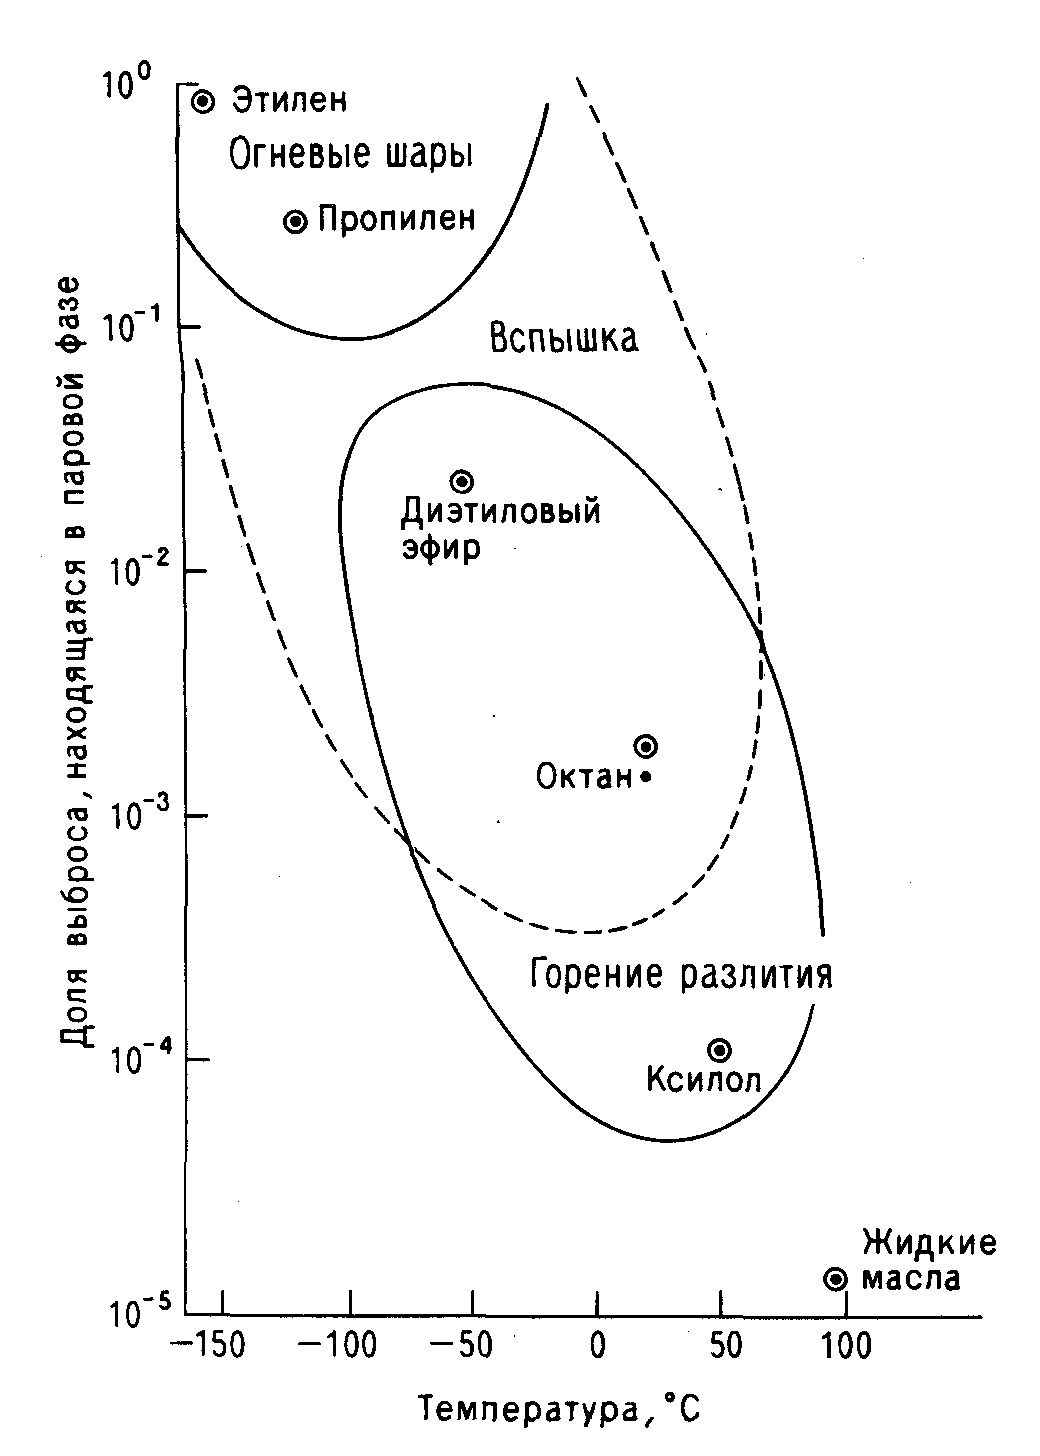 10⁰
Этилен
Огневые шары
Пропилен
10⁻¹
Вспышка
Диэтиловый
эфир
10⁻²
Октан
10⁻³
Горение разлития
10⁻⁴
Ксилол
Жидкие
масла
10⁻⁵
−150 −100 −50 0 50 100
Температура, °С
Доля выброса, находящаяся в паровой фазе